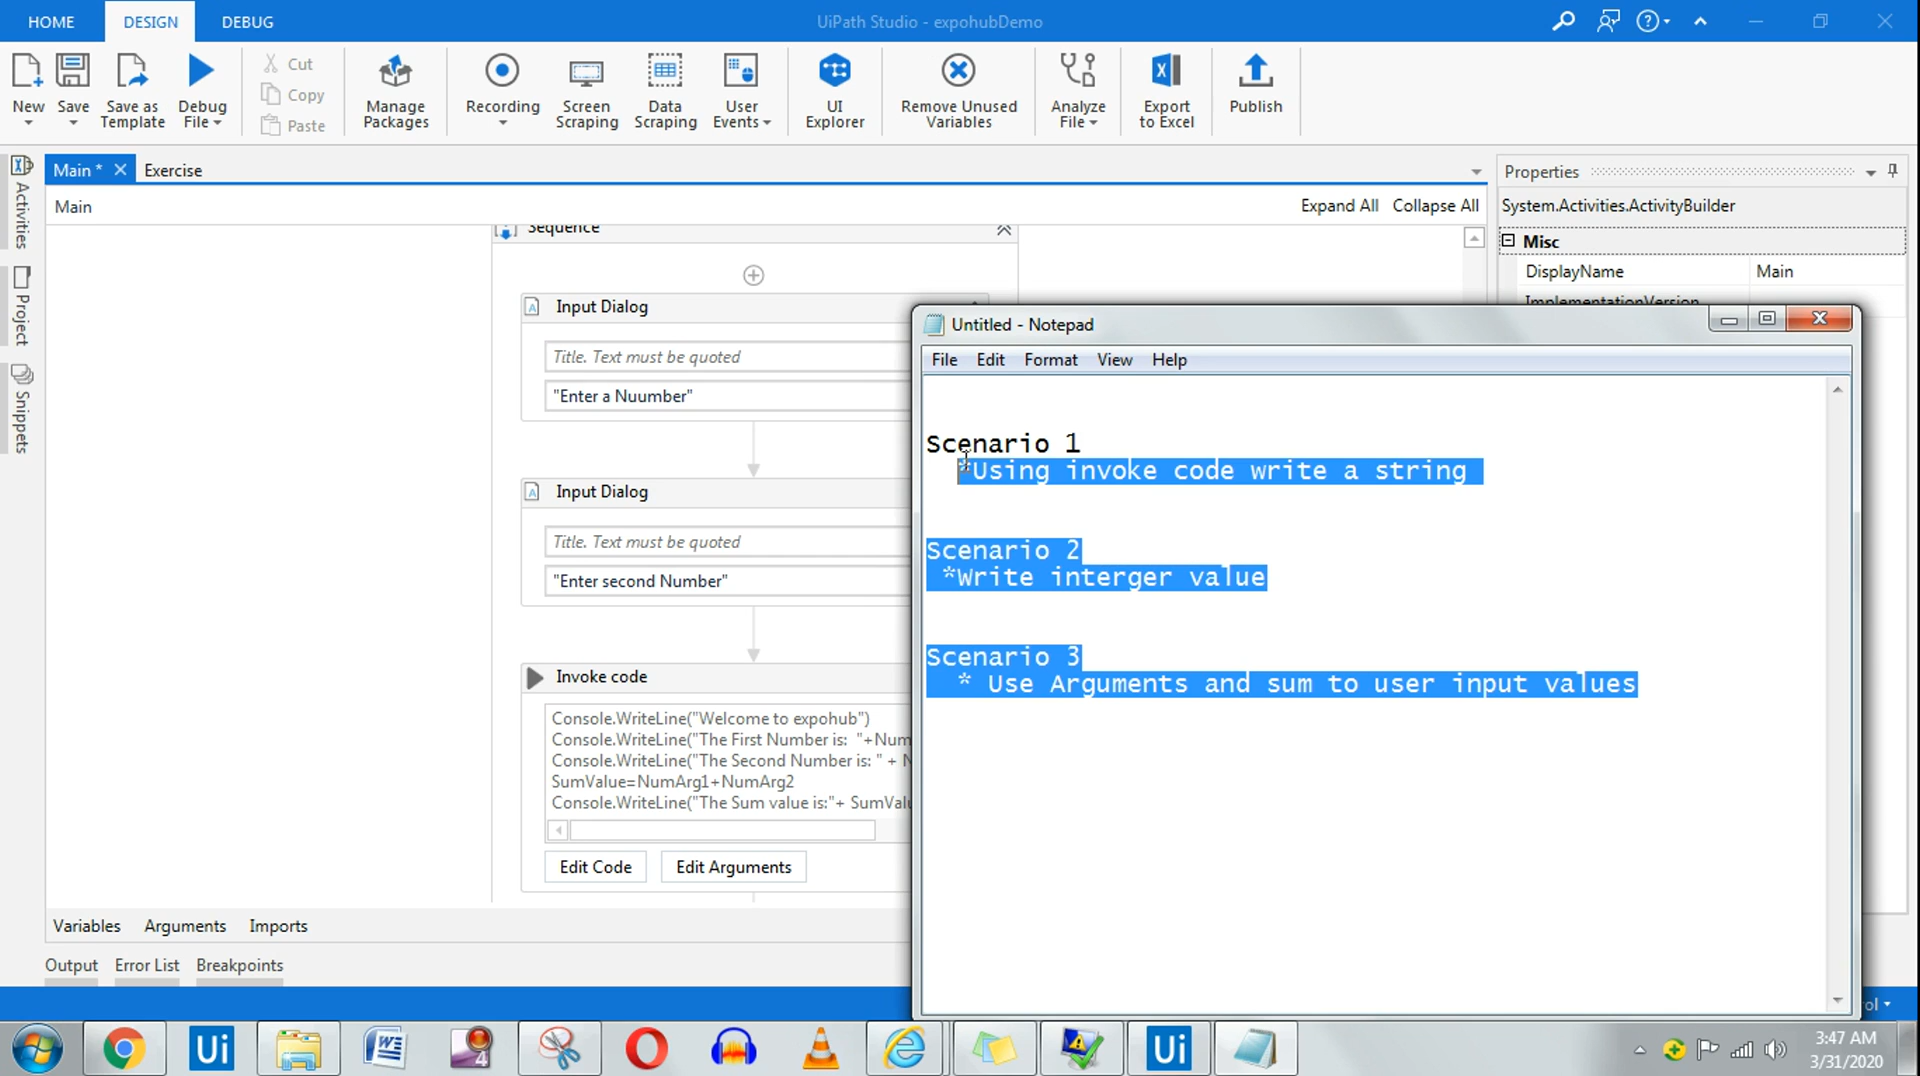 HOME DESIGN DEBUG UiPath Studio - expohubDemo
New Save Save as Template Debug File Cut Copy Paste Manage Packages Recording Screen Scraping Data Scraping User Events UI Explorer Remove Unused Variables Analyze File Export to Excel Publish
Activities
Project
Snippets
Main * Exercise
Main Expand All Collapse All
Sequence
Input Dialog
Title. Text must be quoted
"Enter a Nuumber"
Input Dialog
Title. Text must be quoted
"Enter second Number"
Invoke code
Console.WriteLine("Welcome to expohub")
Console.WriteLine("The First Number is:  "+Num
Console.WriteLine("The Second Number is: " + N
SumValue=NumArg1+NumArg2
Console.WriteLine("The Sum value is:"+ SumValu
Edit Code Edit Arguments
Variables Arguments Imports
Output Error List Breakpoints
Properties
System.Activities.ActivityBuilder
Misc
DisplayName Main
ImplementationVersion
Untitled - Notepad
File Edit Format View Help
Scenario 1
*Using invoke code write a string
Scenario 2
*Write interger value
Scenario 3
* Use Arguments and sum to user input values
rol
Ui W 4 Ui
3:47 AM
3/31/2020